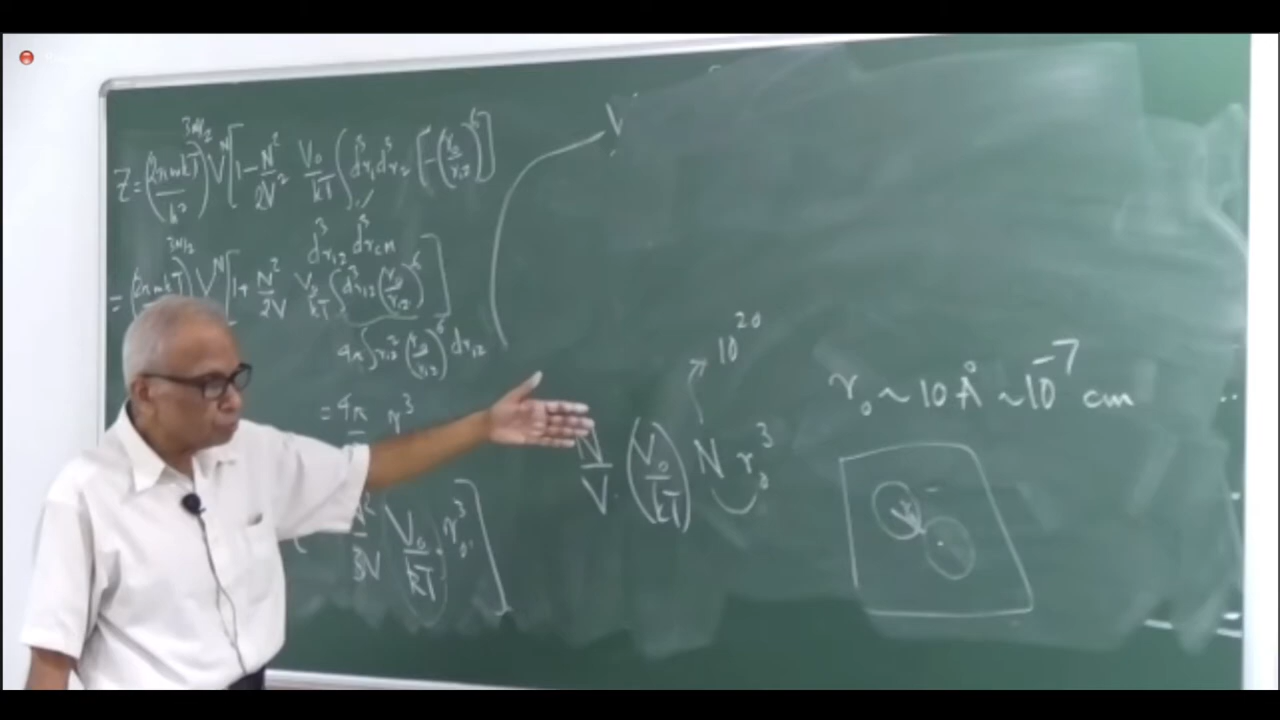 Z = (2πmkT/h²)^{3N/2} V^N [1 - N²/2V² V₀/kT ∫ d³r₁ d³r₂ [-(r₀/r₁₂)⁶]
d³r₁₂ d³r_{cm}
= (2πmkT)^{3N/2} V^N [1 + N²/2V V₀/kT ∫ d³r₁₂ (r₀/r₁₂)⁶]
4π ∫ r₁₂² (r₀/r₁₂)⁶ dr₁₂
= 4π r³
3V V₀/kT · r₀³ ]
V
10²⁰
N/V (V₀/kT) N r₀³
r₀ ~ 10 Å ~ 10⁻⁷ cm